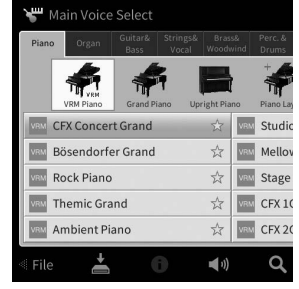 Main Voice Select
Piano
Organ
Guitar&
Bass
Strings&
Vocal
Brass&
Woodwind
Perc. &
Drums
VRM
VRM Piano
Grand Piano
Upright Piano
Piano Lay
VRM CFX Concert Grand
VRM Studio
VRM Bösendorfer Grand
VRM Mellow
VRM Rock Piano
VRM Stage
VRM Themic Grand
VRM CFX 1
VRM Ambient Piano
VRM CFX 2
File